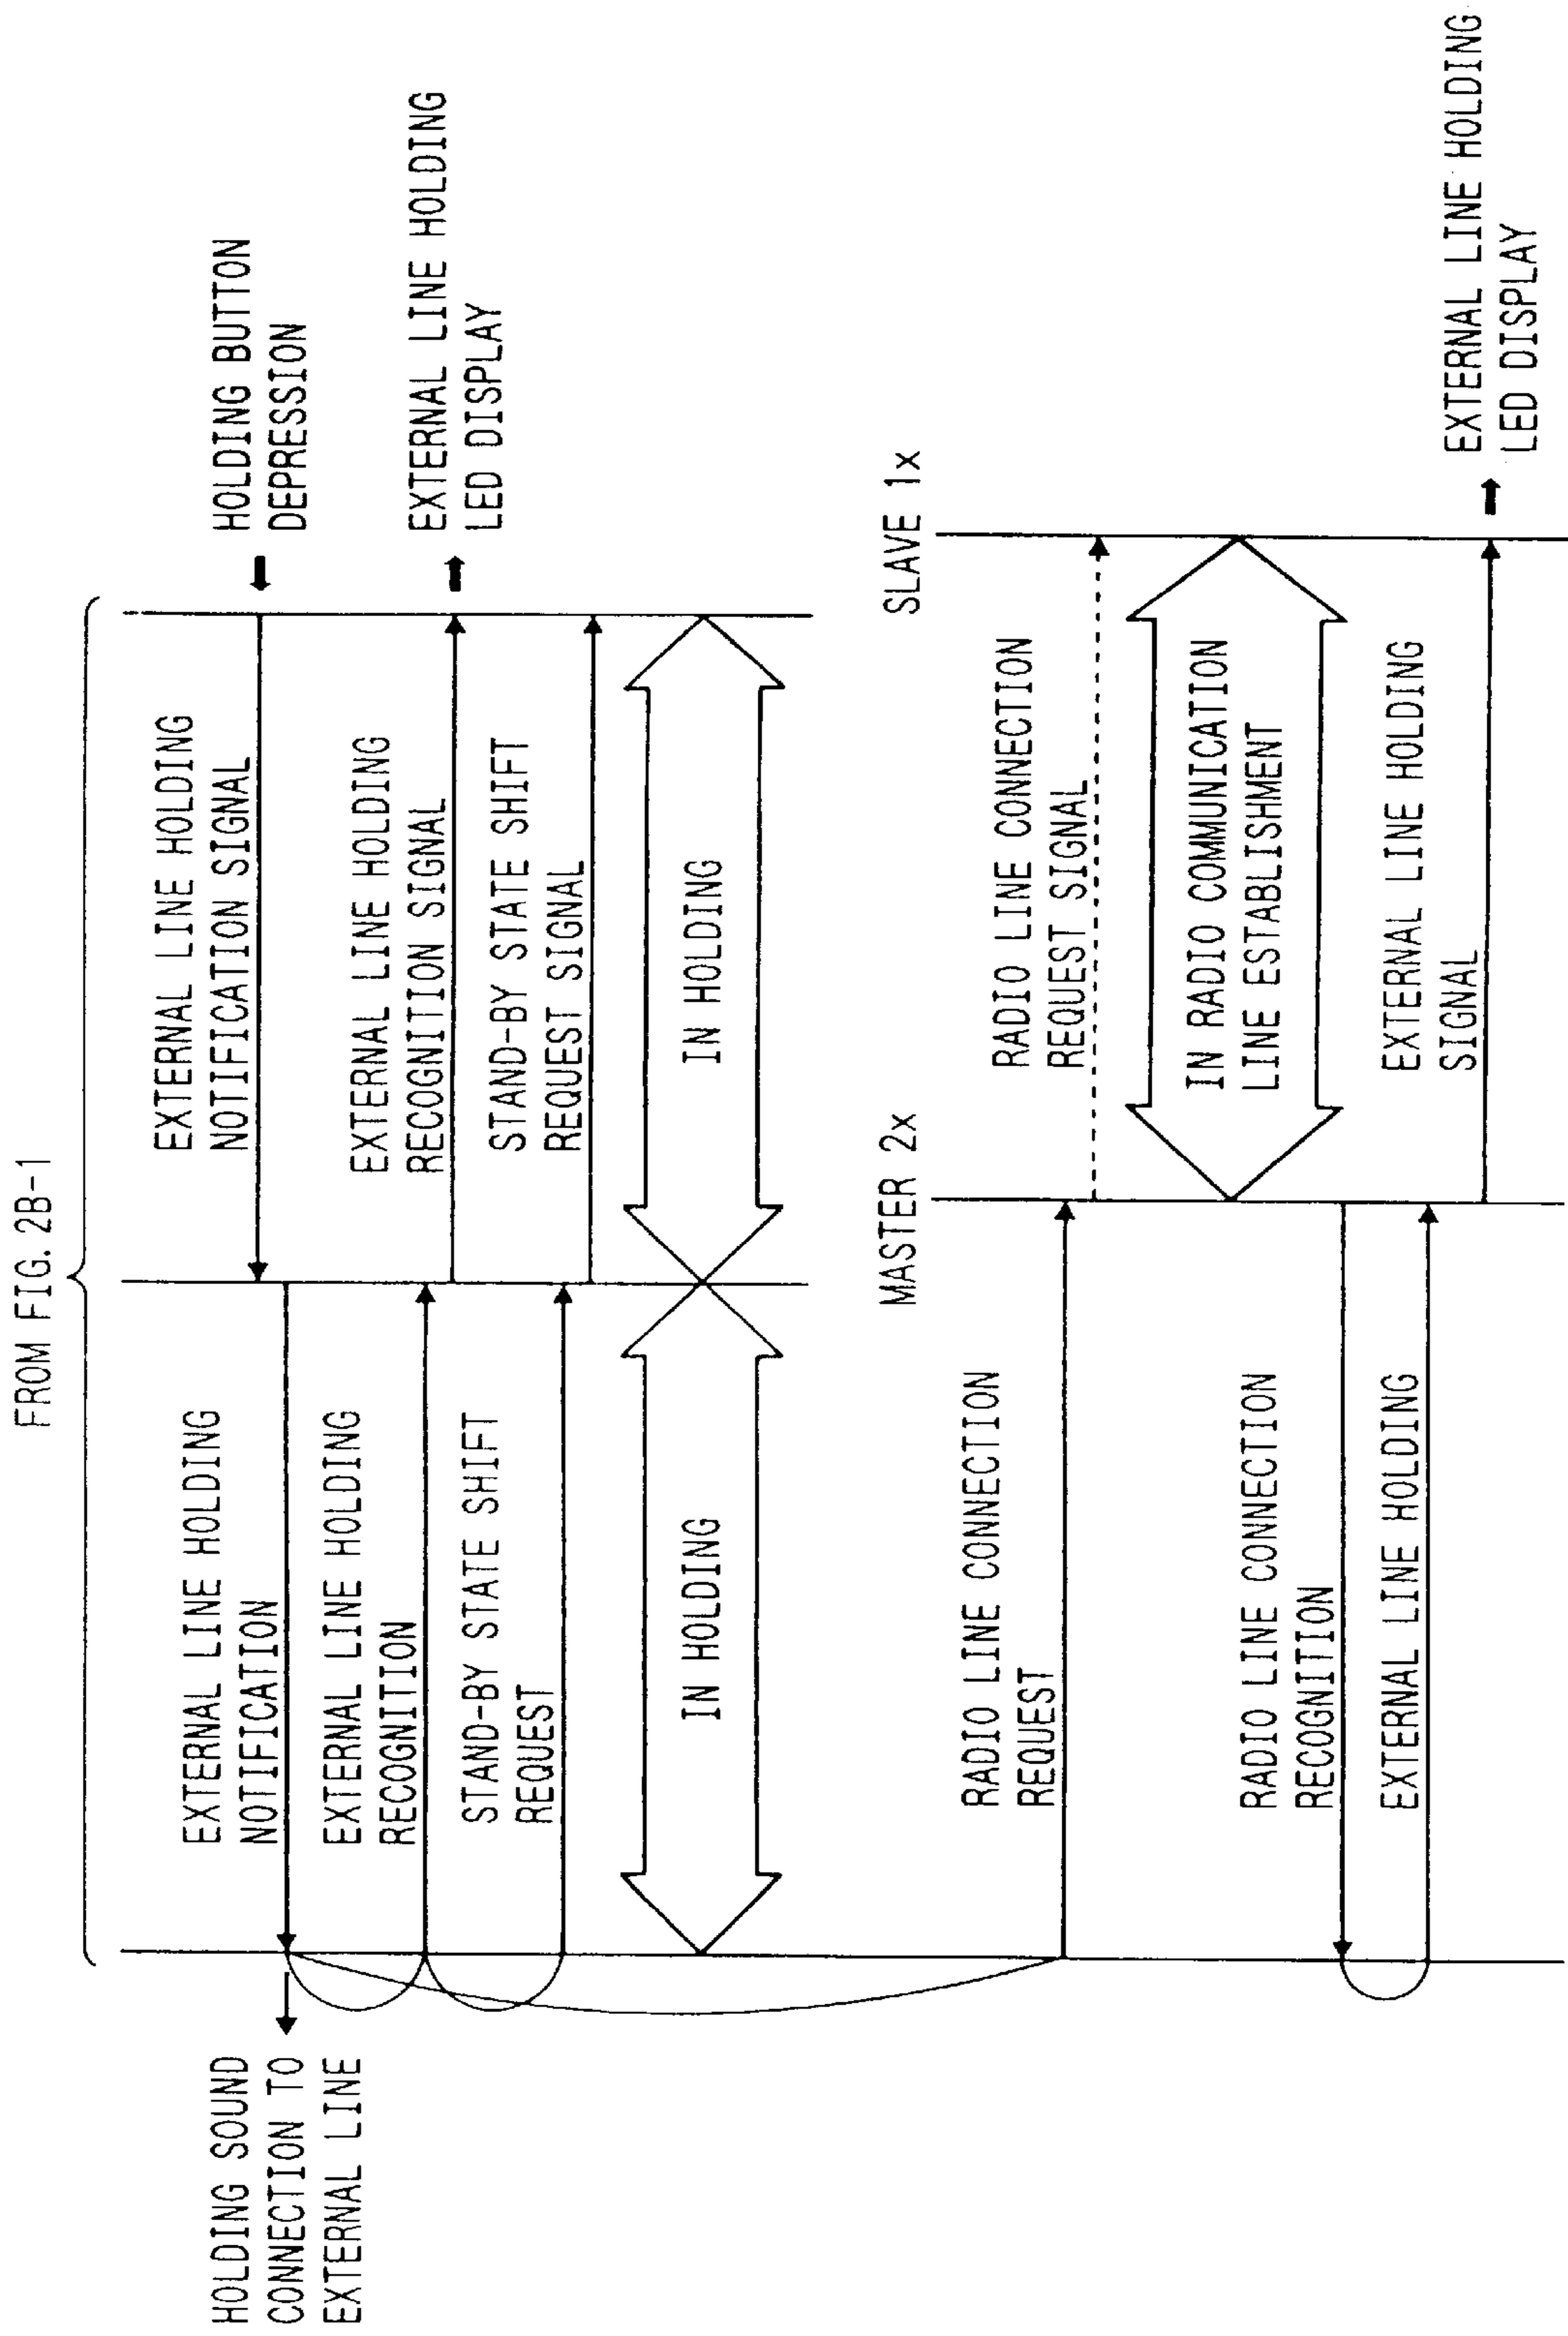 FROM FIG. 2B-1
HOLDING SOUND
CONNECTION TO
EXTERNAL LINE
EXTERNAL LINE HOLDING
NOTIFICATION
EXTERNAL LINE HOLDING
NOTIFICATION SIGNAL
HOLDING BUTTON
DEPRESSION
EXTERNAL LINE HOLDING
RECOGNITION
EXTERNAL LINE HOLDING
RECOGNITION SIGNAL
EXTERNAL LINE HOLDING
LED DISPLAY
STAND-BY STATE SHIFT
REQUEST
STAND-BY STATE SHIFT
REQUEST SIGNAL
IN HOLDING
IN HOLDING
MASTER 2x
SLAVE 1x
RADIO LINE CONNECTION
REQUEST
RADIO LINE CONNECTION
REQUEST SIGNAL
IN RADIO COMMUNICATION
LINE ESTABLISHMENT
RADIO LINE CONNECTION
RECOGNITION
EXTERNAL LINE HOLDING
EXTERNAL LINE HOLDING
SIGNAL
EXTERNAL LINE HOLDING
LED DISPLAY